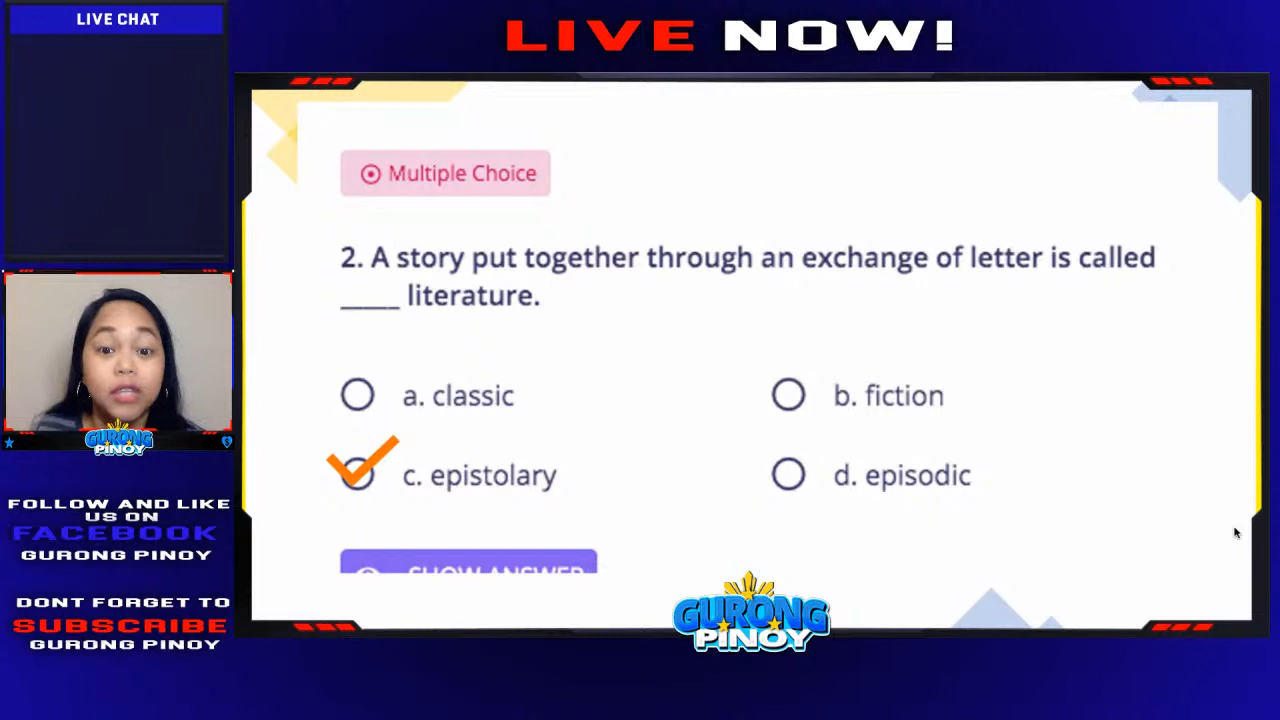 LIVE CHAT
LIVE NOW!
Multiple Choice
2. A story put together through an exchange of letter is called
_____ literature.
a. classic
b. fiction
c. epistolary
d. episodic
SHOW ANSWER
GURONG
PINOY
FOLLOW AND LIKE
US ON
FACEBOOK
GURONG PINOY
DONT FORGET TO
SUBSCRIBE
GURONG PINOY
GURONG
PINOY